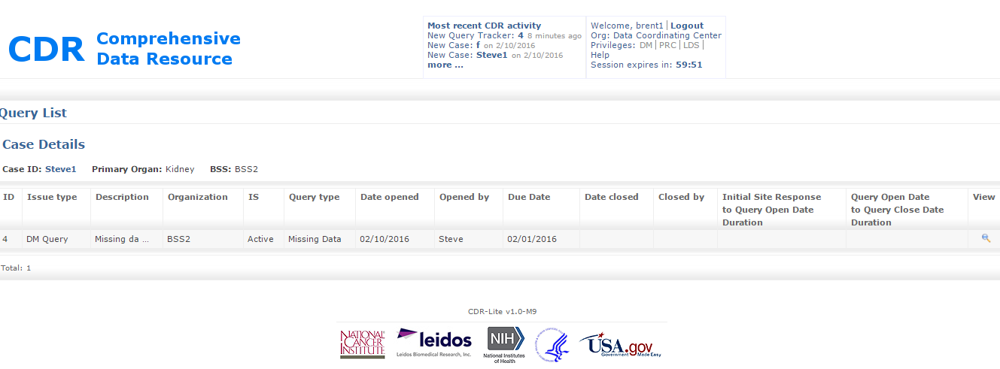 CDR Comprehensive
Data Resource
Most recent CDR activity
New Query Tracker: 4 8 minutes ago
New Case: f on 2/10/2016
New Case: Steve1 on 2/10/2016
more ...
Welcome, brent1 | Logout
Org: Data Coordinating Center
Privileges: DM | PRC | LDS |
Help
Session expires in: 59:51
Query List
Case Details
Case ID: Steve1 Primary Organ: Kidney BSS: BSS2
ID Issue type Description Organization IS Query type Date opened Opened by Due Date Date closed Closed by Initial Site Response Query Open Date View
to Query Open Date to Query Close Date
Duration Duration
4 DM Query Missing da ... BSS2 Active Missing Data 02/10/2016 Steve 02/01/2016
Total: 1
CDR-Lite v1.0-M9
NATIONAL
CANCER
INSTITUTE
leidos
Leidos Biomedical Research, Inc.
NIH
National Institutes
of Health
USA.gov
Government Made Easy